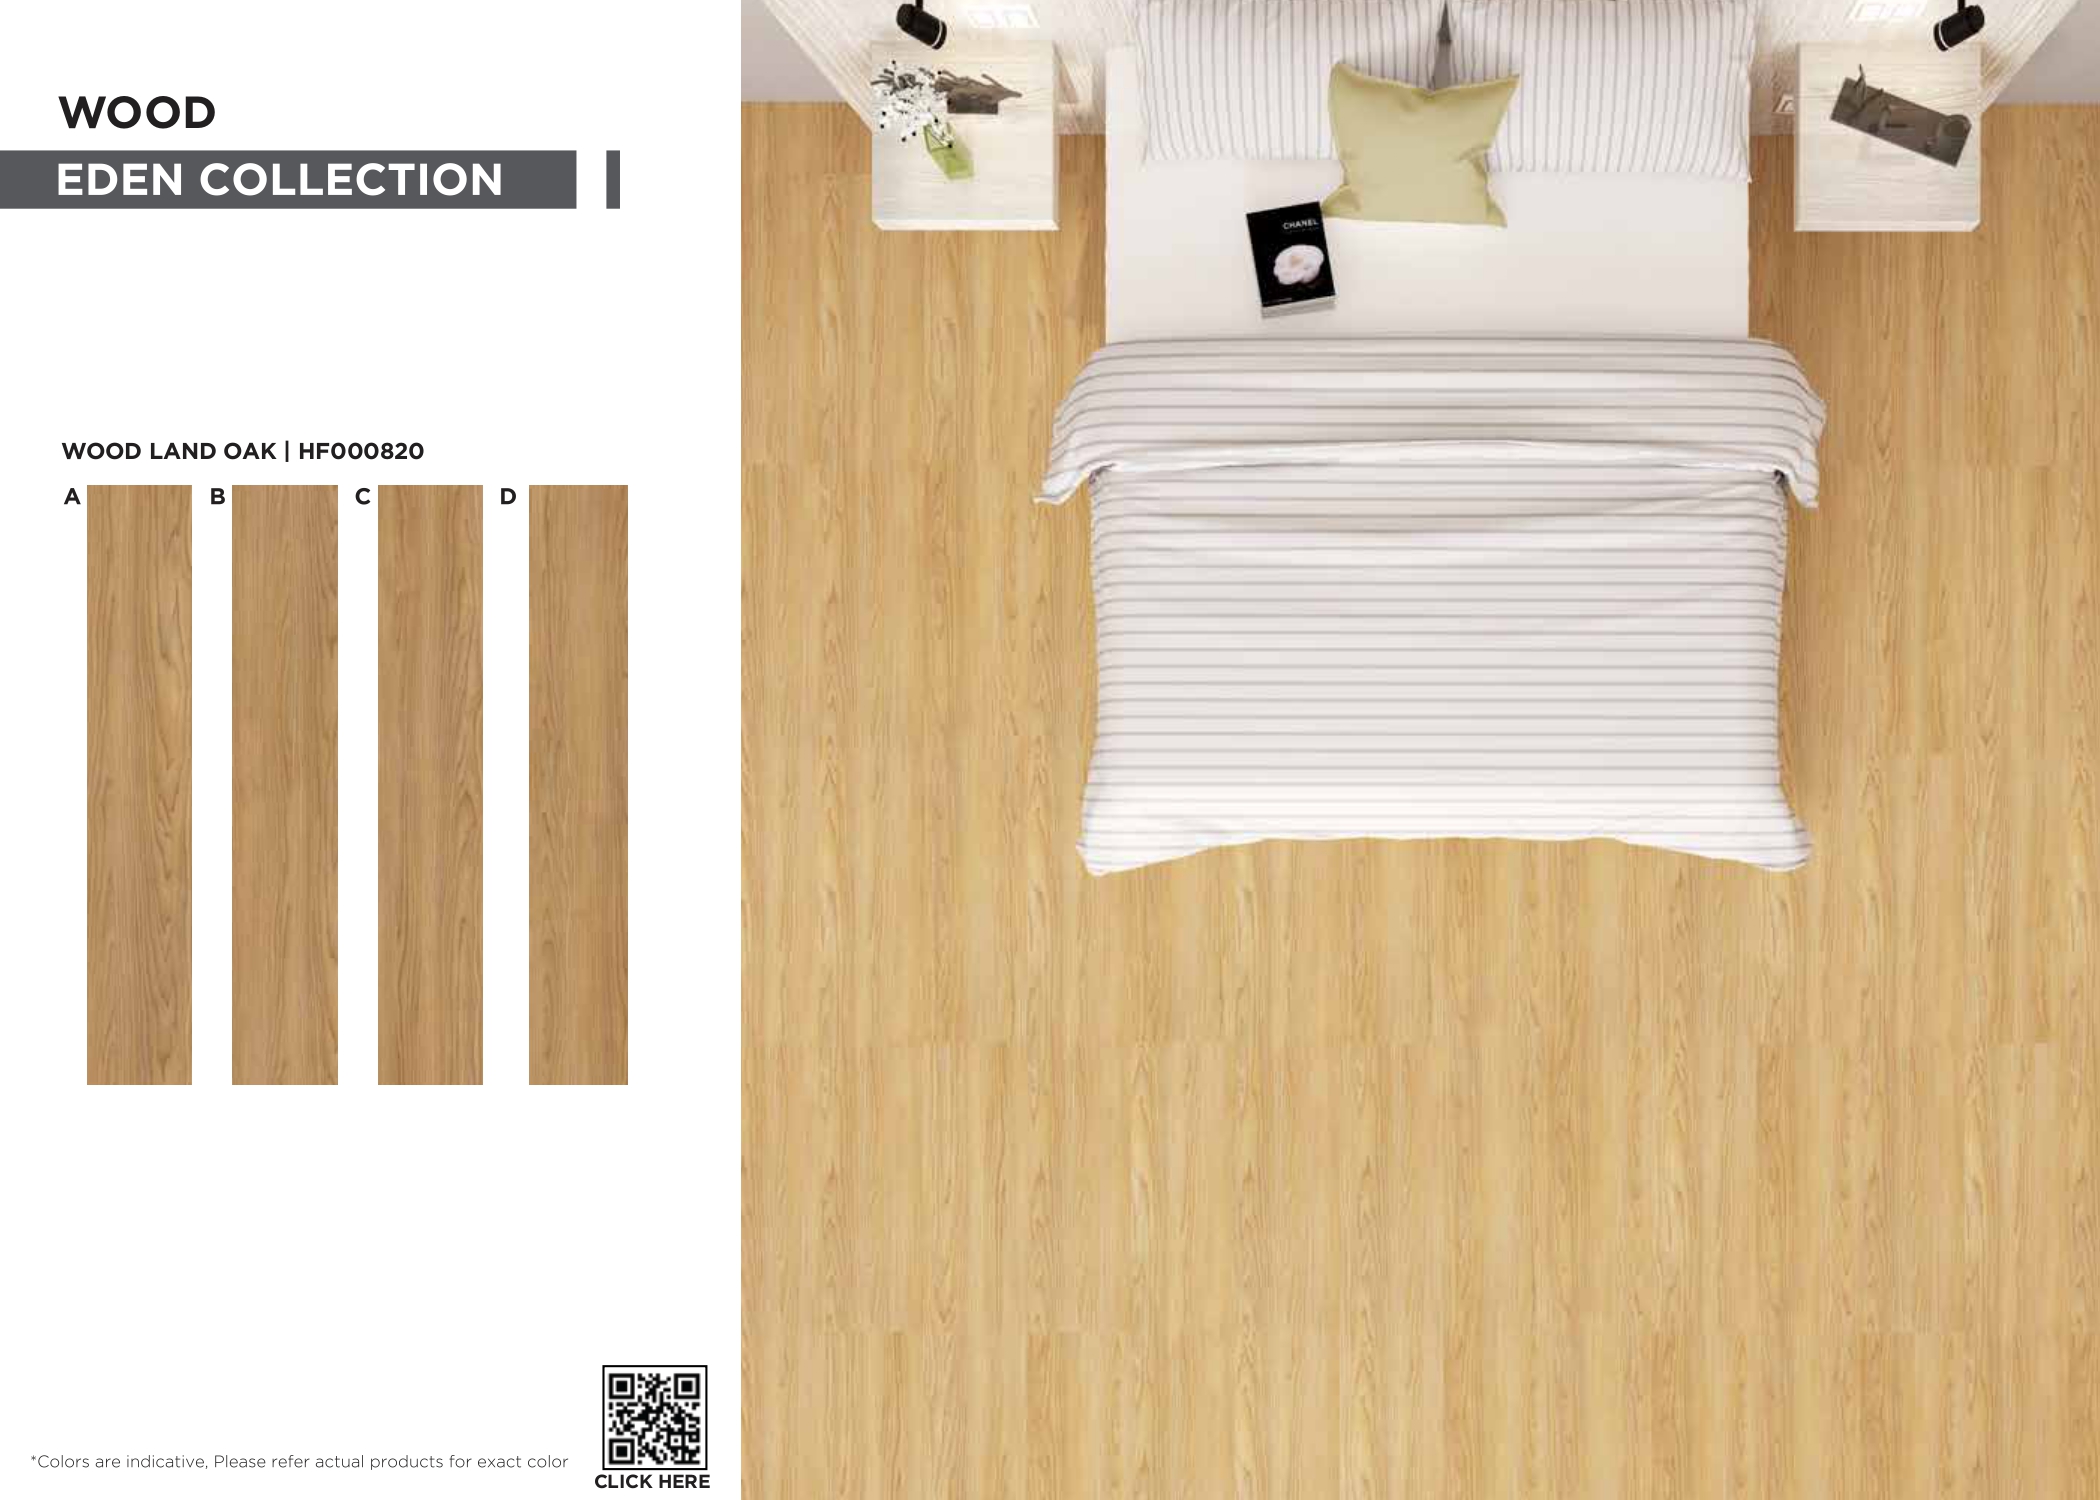 WOOD
EDEN COLLECTION
WOOD LAND OAK | HF000820
A B C D
CHANEL
*Colors are indicative, Please refer actual products for exact color
CLICK HERE